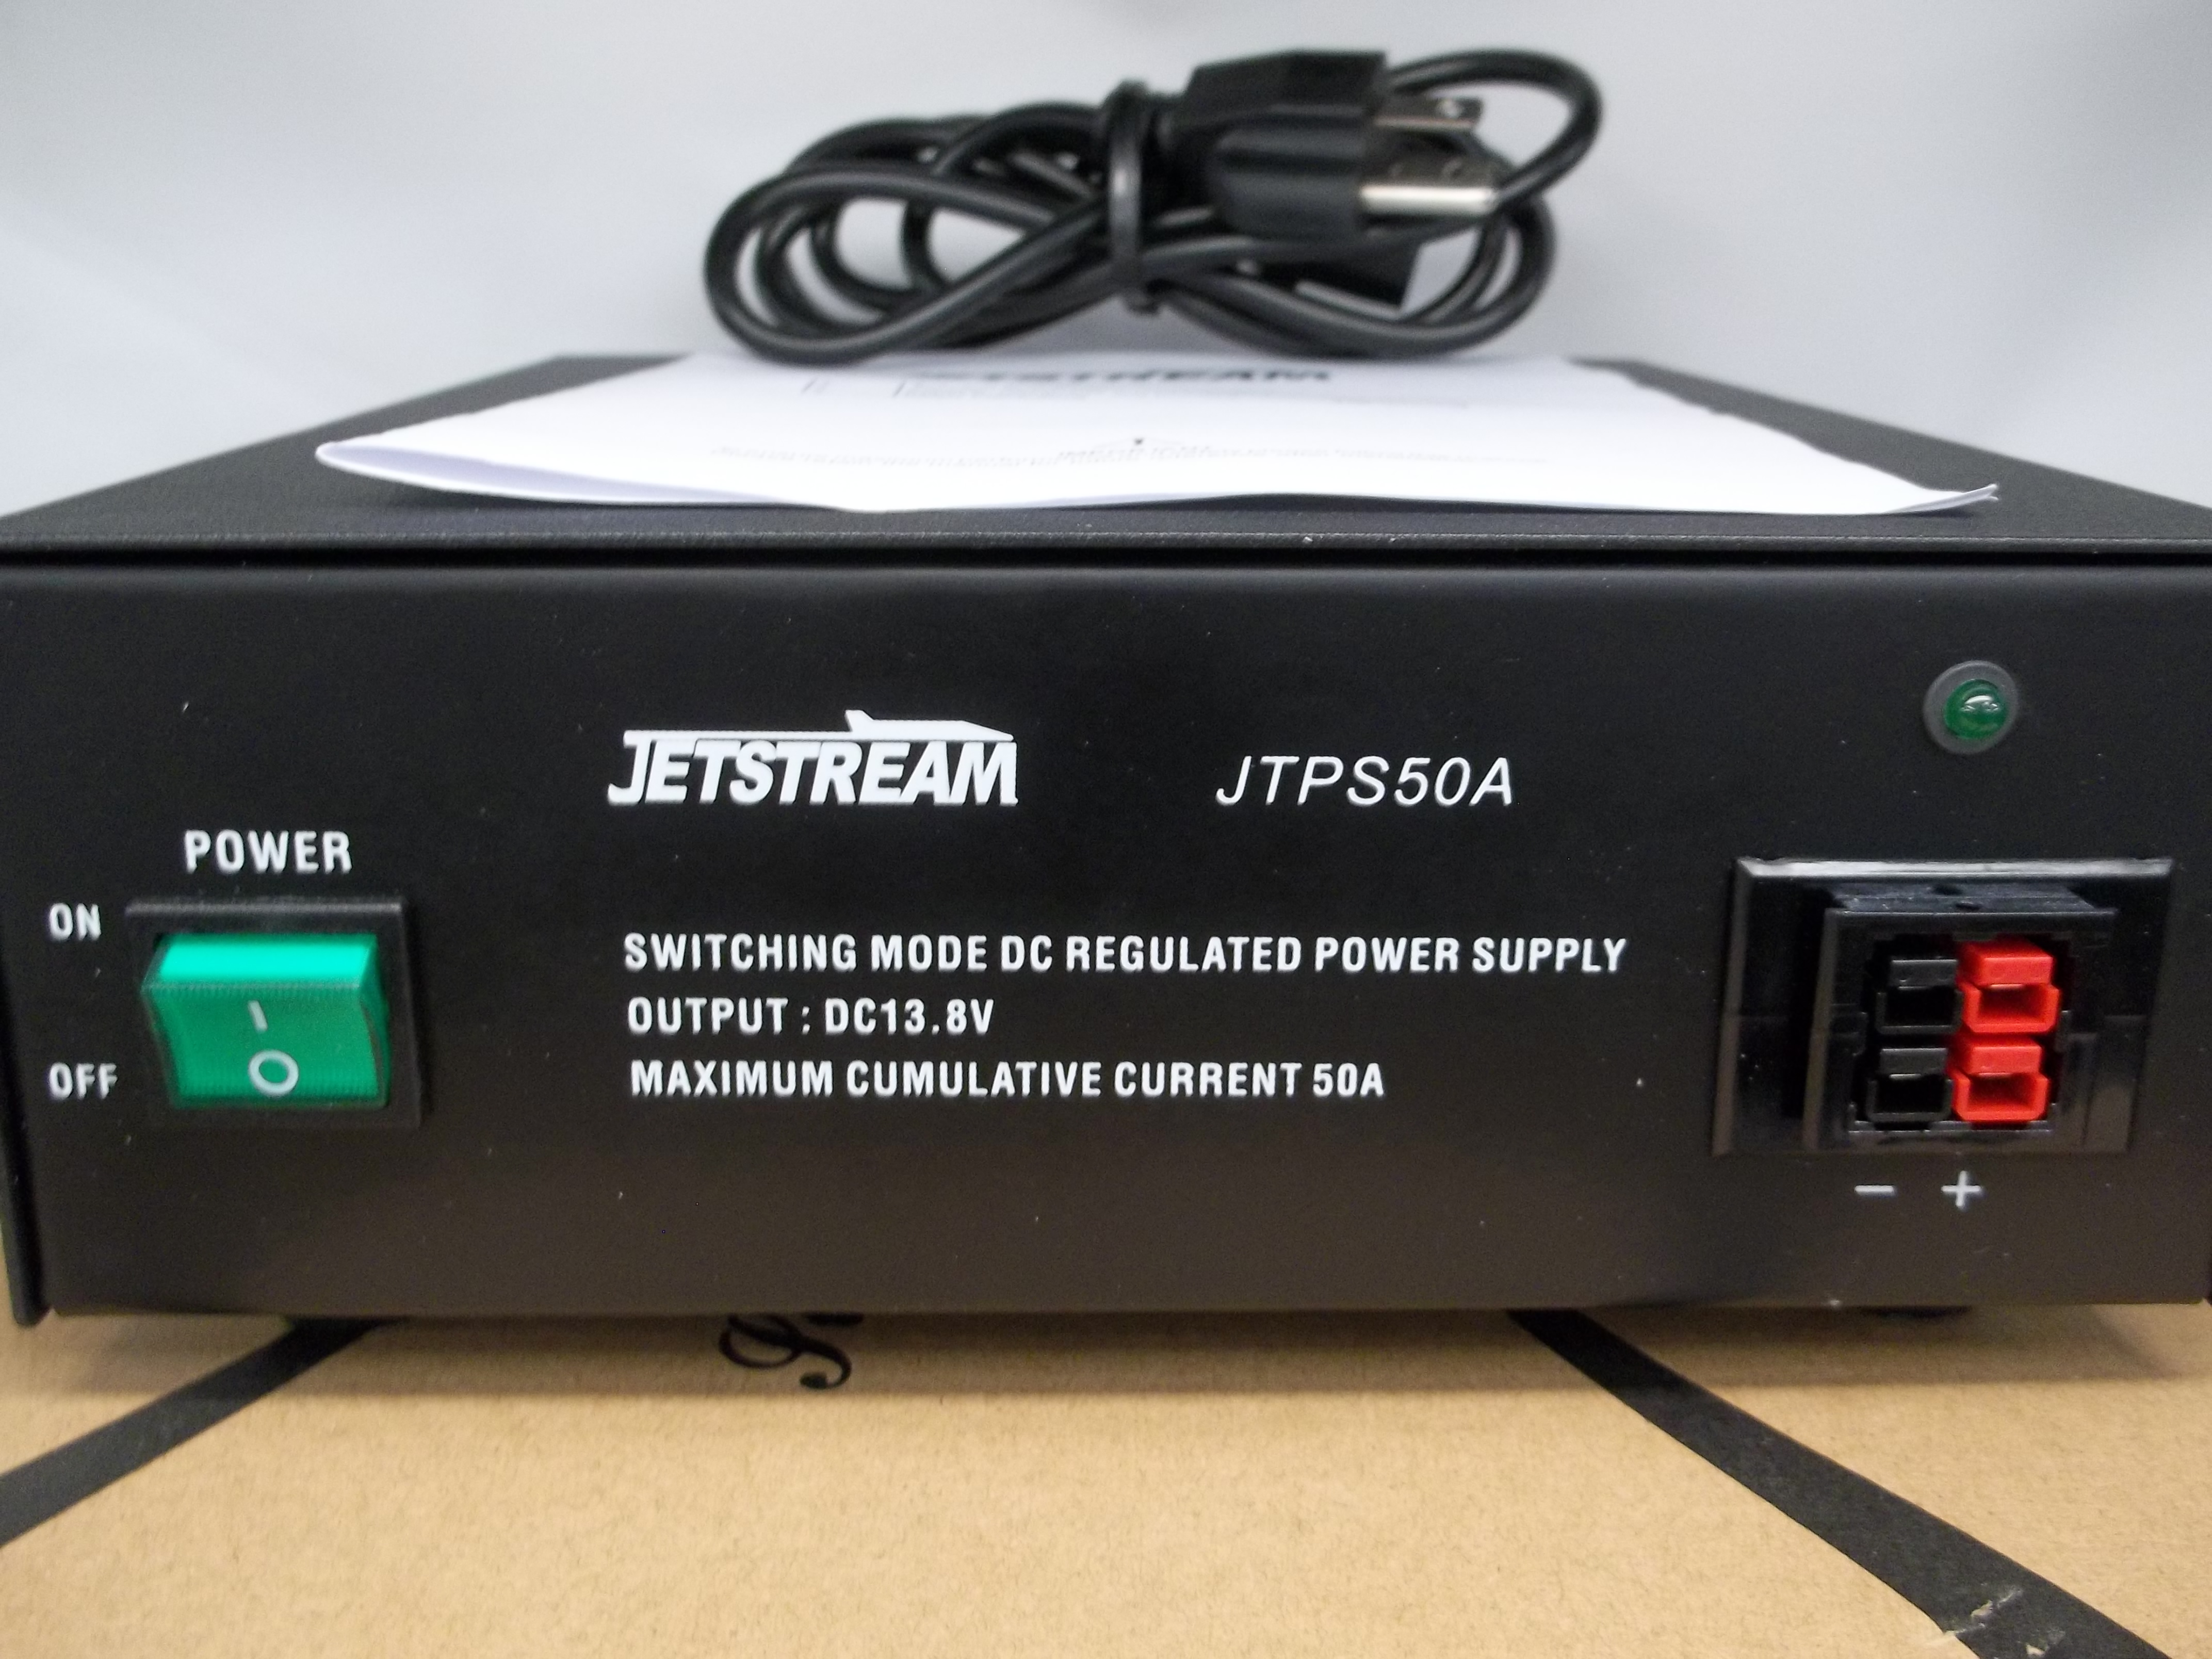 JETSTREAM
JTPS50A
POWER
ON
OFF
I
O
SWITCHING MODE DC REGULATED POWER SUPPLY
OUTPUT : DC13.8V
MAXIMUM CUMULATIVE CURRENT 50A
− +